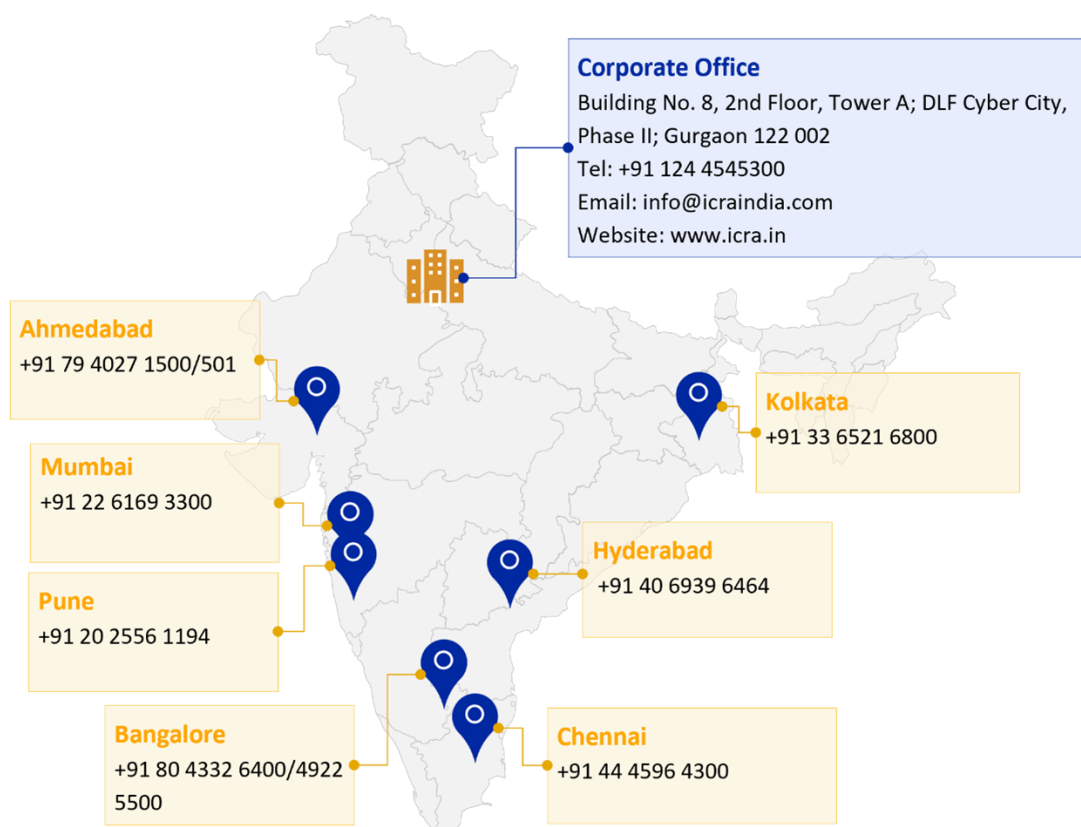 Corporate Office
Building No. 8, 2nd Floor, Tower A; DLF Cyber City,
Phase II; Gurgaon 122 002
Tel: +91 124 4545300
Email: info@icraindia.com
Website: www.icra.in
Ahmedabad
+91 79 4027 1500/501
Kolkata
+91 33 6521 6800
Mumbai
+91 22 6169 3300
Hyderabad
+91 40 6939 6464
Pune
+91 20 2556 1194
Bangalore
+91 80 4332 6400/4922
5500
Chennai
+91 44 4596 4300